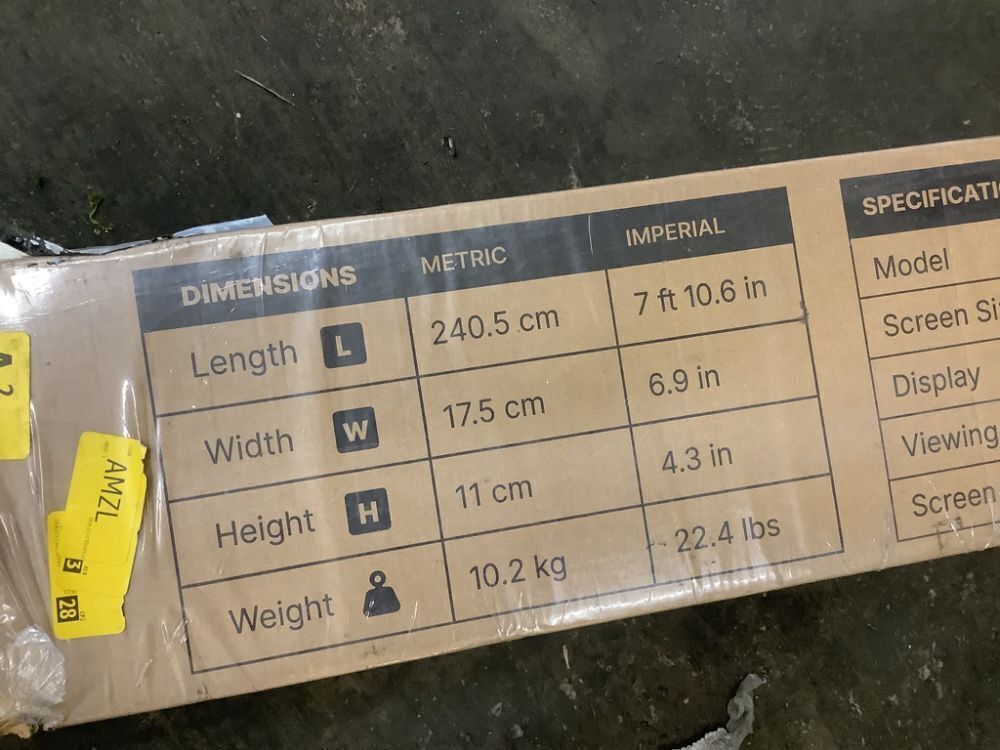 DIMENSIONS METRIC IMPERIAL
Length L 240.5 cm 7 ft 10.6 in
Width W 17.5 cm 6.9 in
Height H 11 cm 4.3 in
Weight 10.2 kg 22.4 lbs
SPECIFICATI
Model
Screen Si
Display
Viewing
Screen
AMZL
3
28